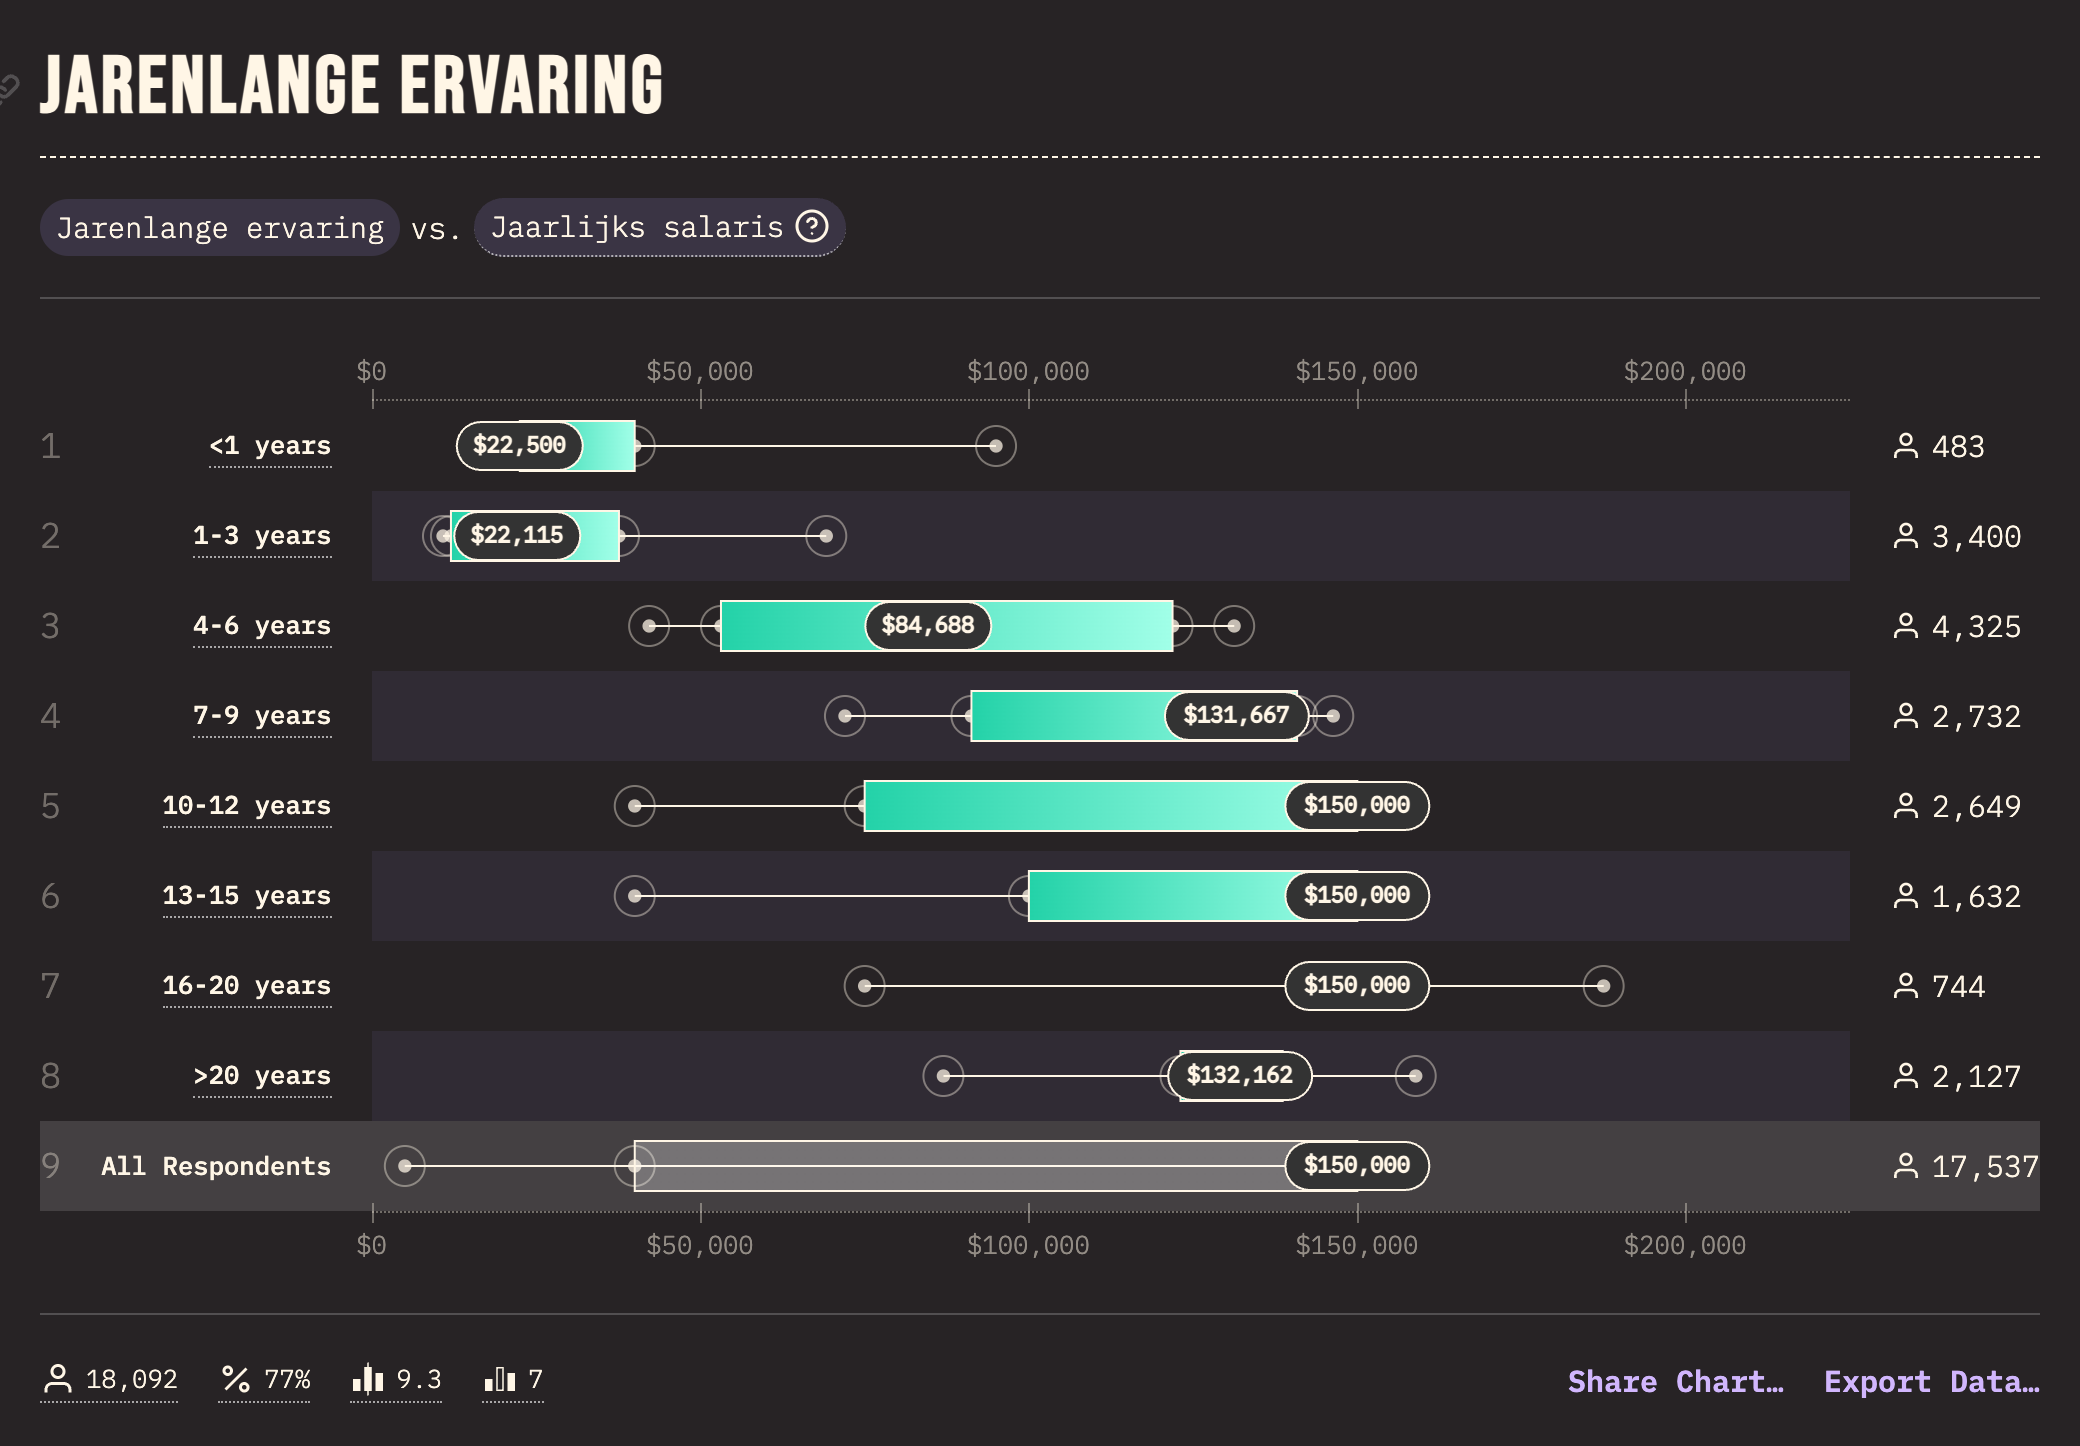 JARENLANGE ERVARING
Jarenlange ervaring vs. Jaarlijks salaris ?
$0 $50,000 $100,000 $150,000 $200,000
1 <1 years $22,500 483
2 1-3 years $22,115 3,400
3 4-6 years $84,688 4,325
4 7-9 years $131,667 2,732
5 10-12 years $150,000 2,649
6 13-15 years $150,000 1,632
7 16-20 years $150,000 744
8 >20 years $132,162 2,127
9 All Respondents $150,000 17,537
$0 $50,000 $100,000 $150,000 $200,000
18,092 % 77% 9.3 7 Share Chart… Export Data…